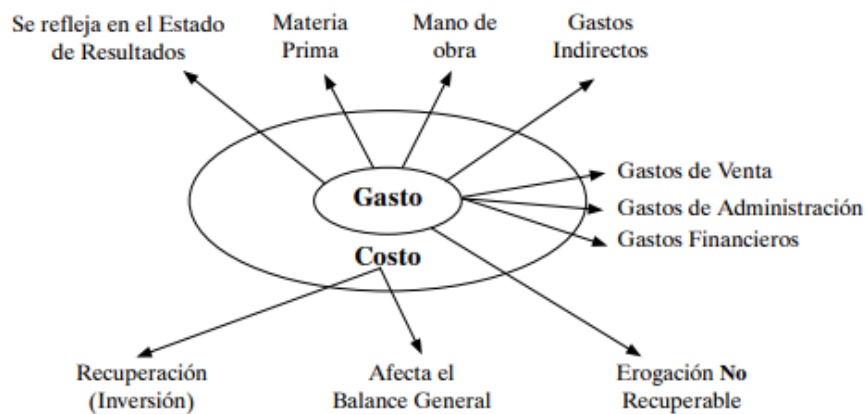 Se refleja en el Estado
de Resultados
Materia
Prima
Mano de
obra
Gastos
Indirectos
Gastos de Venta
Gastos de Administración
Gastos Financieros
Gasto
Costo
Recuperación
(Inversión)
Afecta el
Balance General
Erogación No
Recuperable